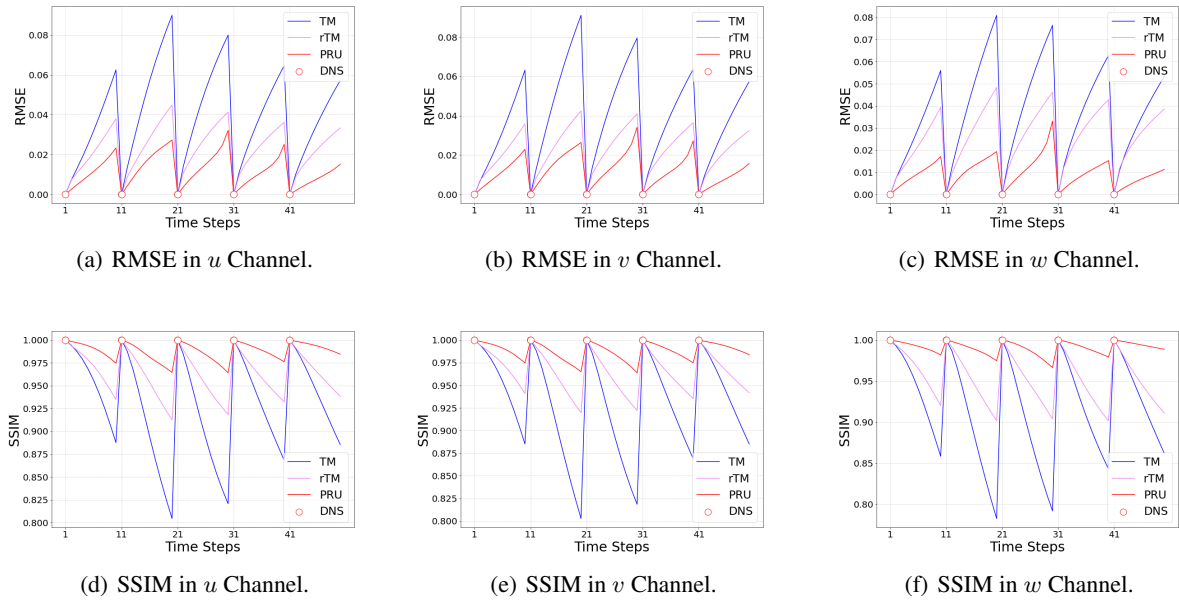 0.08
0.06
0.04
0.02
0.00
RMSE
1 11 21 31 41
Time Steps
TM
rTM
PRU
DNS
(a) RMSE in u Channel.
0.08
0.06
0.04
0.02
0.00
RMSE
1 11 21 31 41
Time Steps
TM
rTM
PRU
DNS
(b) RMSE in v Channel.
0.08
0.07
0.06
0.05
0.04
0.03
0.02
0.01
0.00
RMSE
1 11 21 31 41
Time Steps
TM
rTM
PRU
DNS
(c) RMSE in w Channel.
1.000
0.975
0.950
0.925
0.900
0.875
0.850
0.825
0.800
SSIM
1 11 21 31 41
Time Steps
TM
rTM
PRU
DNS
(d) SSIM in u Channel.
1.000
0.975
0.950
0.925
0.900
0.875
0.850
0.825
0.800
SSIM
1 11 21 31 41
Time Steps
TM
rTM
PRU
DNS
(e) SSIM in v Channel.
1.00
0.95
0.90
0.85
0.80
SSIM
1 11 21 31 41
Time Steps
TM
rTM
PRU
DNS
(f) SSIM in w Channel.